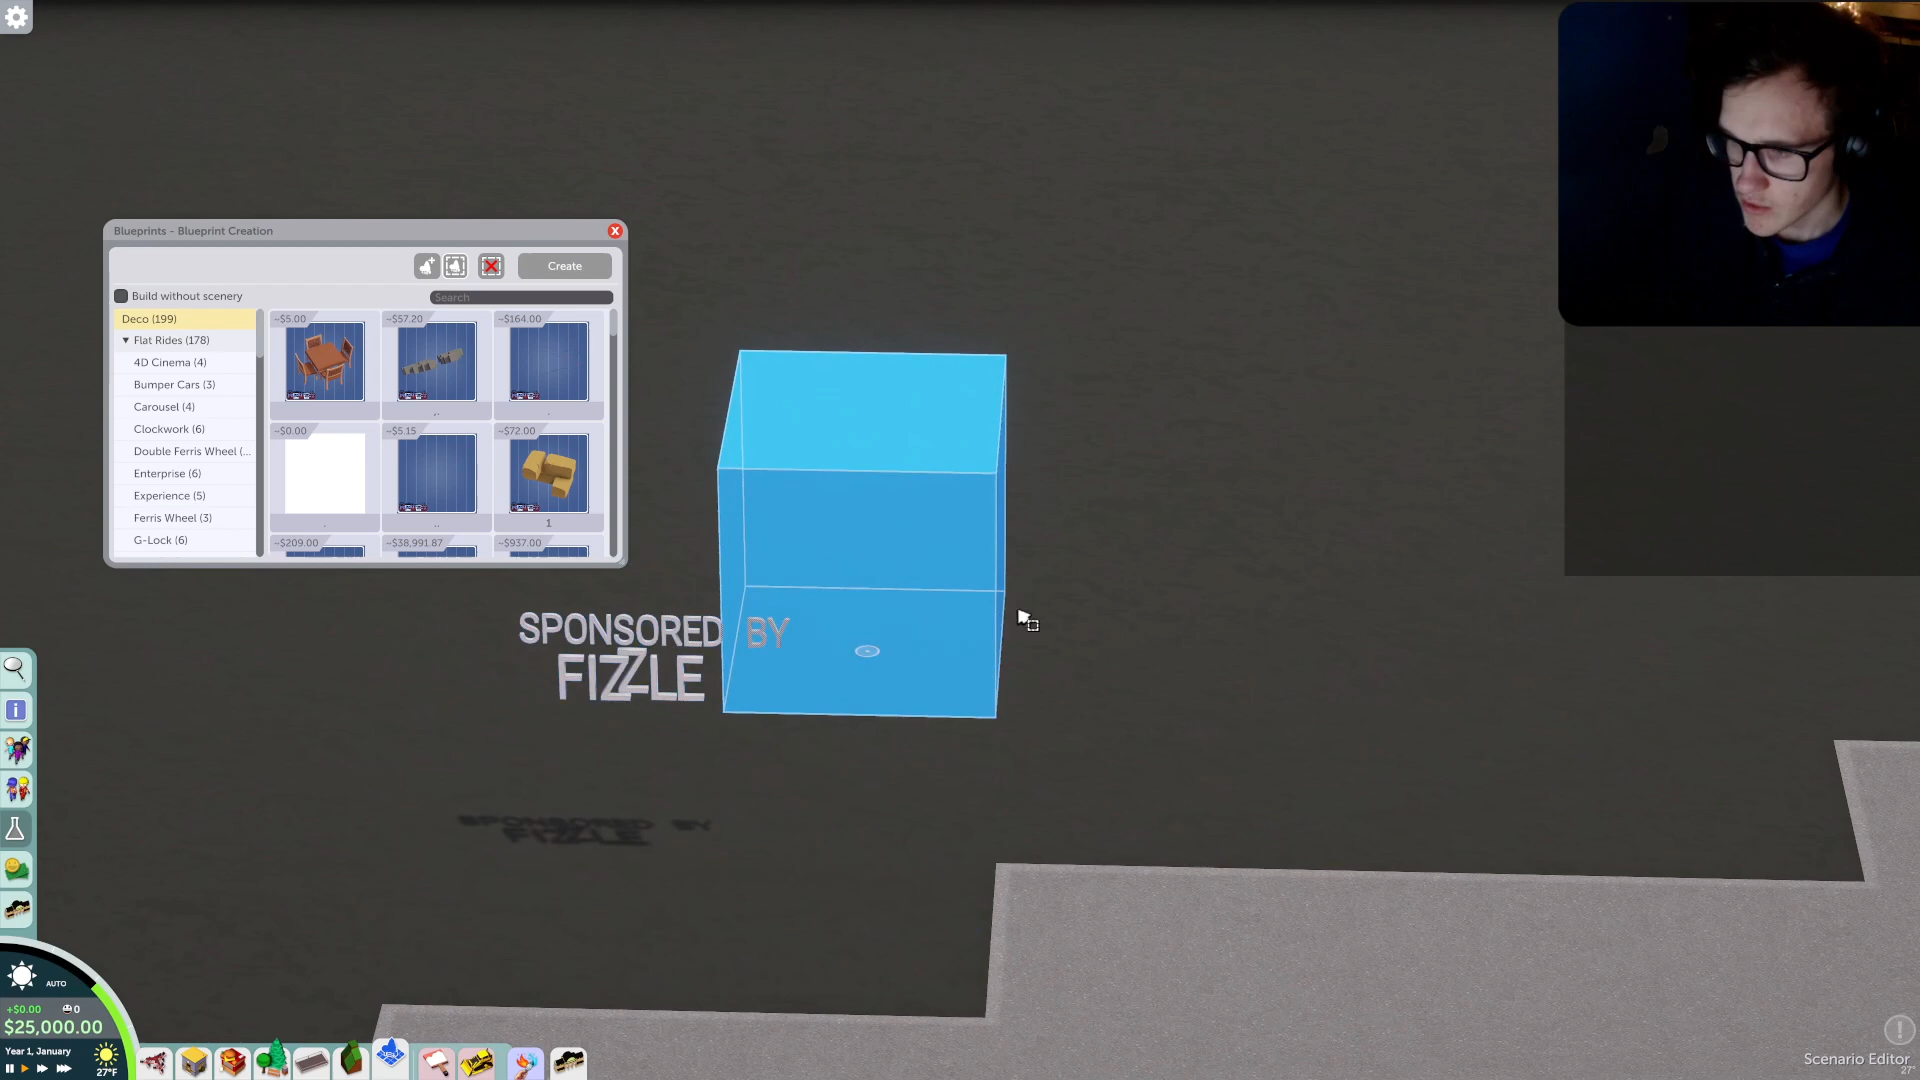 Blueprints - Blueprint Creation
Create
Build without scenery
Search
Deco (199)
Flat Rides (178)
4D Cinema (4)
Bumper Cars (3)
Carousel (4)
Clockwork (6)
Double Ferris Wheel (...
Enterprise (6)
Experience (5)
Ferris Wheel (3)
G-Lock (6)
~$5.00
~$57.20
~$164.00
,.
.
~$0.00
~$5.15
~$72.00
.
..
1
~$209.00
~$38,991.87
~$937.00
SPONSORED BY
FIZZLE
AUTO
+$0.00
0
$25,000.00
Year 1, January
27°F
Scenario Editor
27°